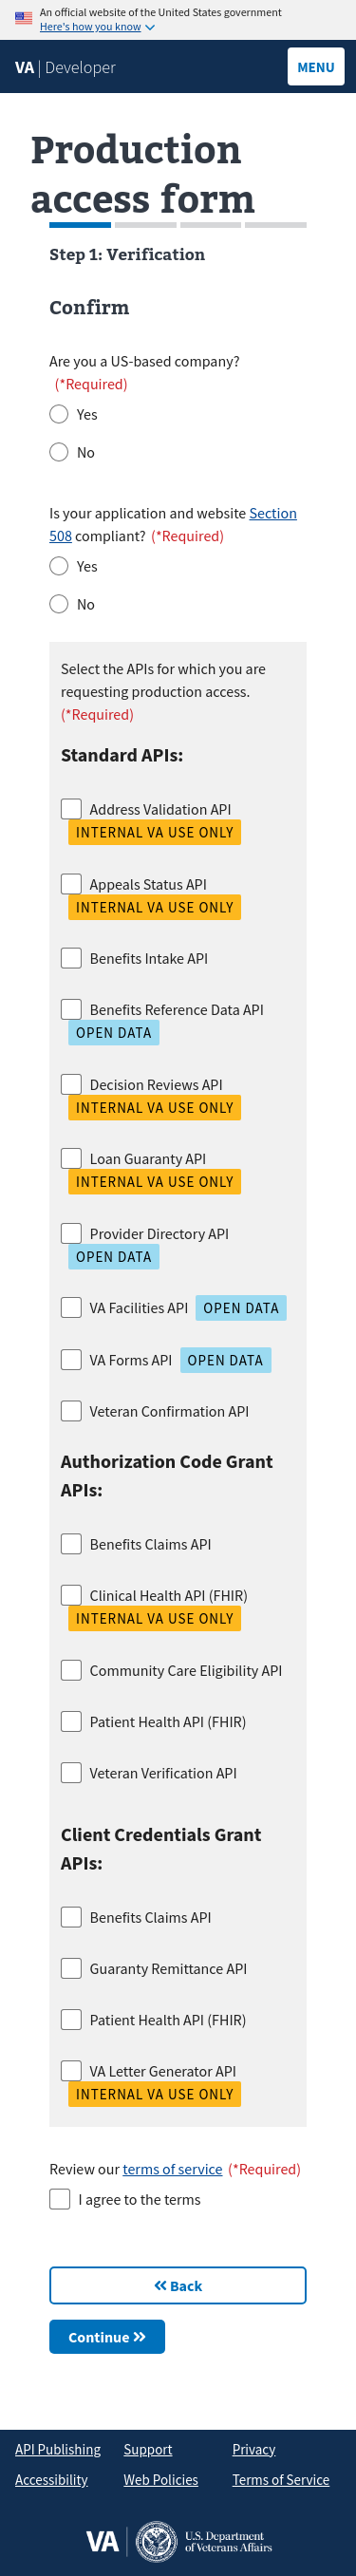 An official website of the United States government
Here's how you know
VA | Developer
MENU
Production
access form
Step 1: Verification
Confirm
Are you a US-based company?
(*Required)
Yes
No
Is your application and website Section
508 compliant? (*Required)
Yes
No
Select the APIs for which you are
requesting production access.
(*Required)
Standard APIs:
Address Validation API
INTERNAL VA USE ONLY
Appeals Status API
INTERNAL VA USE ONLY
Benefits Intake API
Benefits Reference Data API
OPEN DATA
Decision Reviews API
INTERNAL VA USE ONLY
Loan Guaranty API
INTERNAL VA USE ONLY
Provider Directory API
OPEN DATA
VA Facilities API OPEN DATA
VA Forms API OPEN DATA
Veteran Confirmation API
Authorization Code Grant
APIs:
Benefits Claims API
Clinical Health API (FHIR)
INTERNAL VA USE ONLY
Community Care Eligibility API
Patient Health API (FHIR)
Veteran Verification API
Client Credentials Grant
APIs:
Benefits Claims API
Guaranty Remittance API
Patient Health API (FHIR)
VA Letter Generator API
INTERNAL VA USE ONLY
Review our terms of service (*Required)
I agree to the terms
Back
Continue
API Publishing Support Privacy
Accessibility Web Policies Terms of Service
VA U.S. Department
of Veterans Affairs